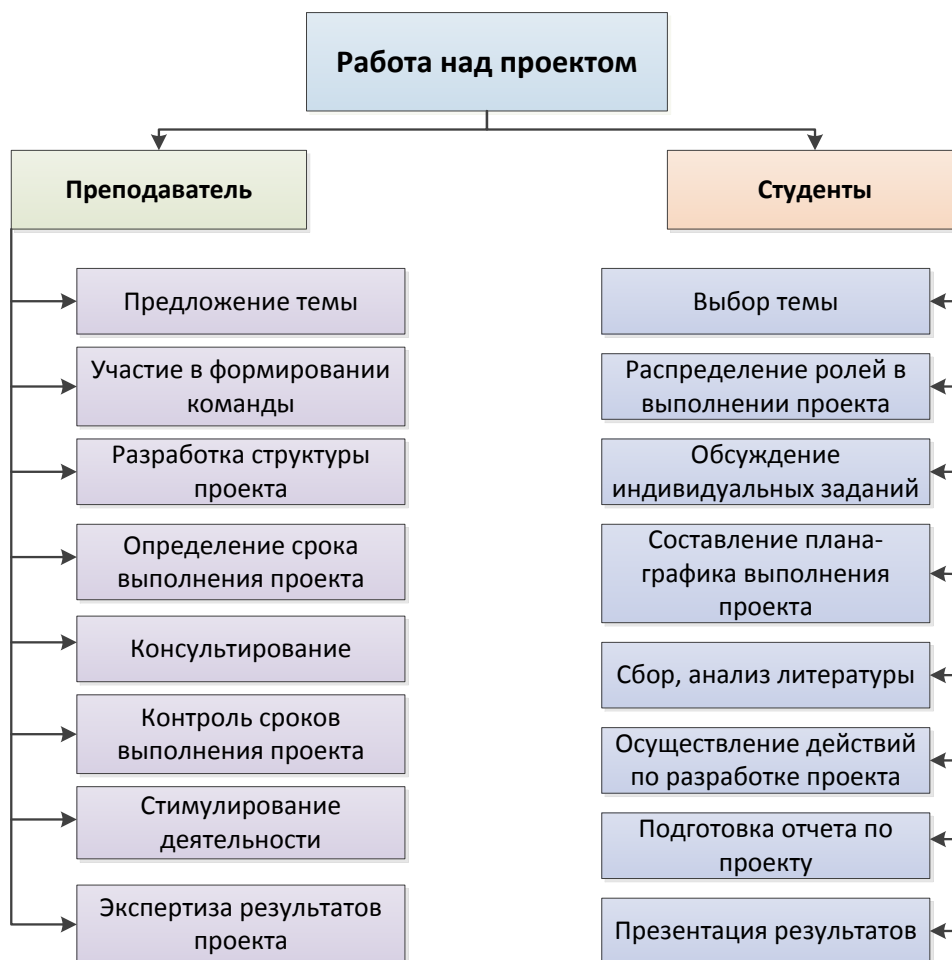 Работа над проектом
Преподаватель
Студенты
Предложение темы
Участие в формировании
команды
Разработка структуры
проекта
Определение срока
выполнения проекта
Консультирование
Контроль сроков
выполнения проекта
Стимулирование
деятельности
Экспертиза результатов
проекта
Выбор темы
Распределение ролей в
выполнении проекта
Обсуждение
индивидуальных заданий
Составление плана-
графика выполнения
проекта
Сбор, анализ литературы
Осуществление действий
по разработке проекта
Подготовка отчета по
проекту
Презентация результатов